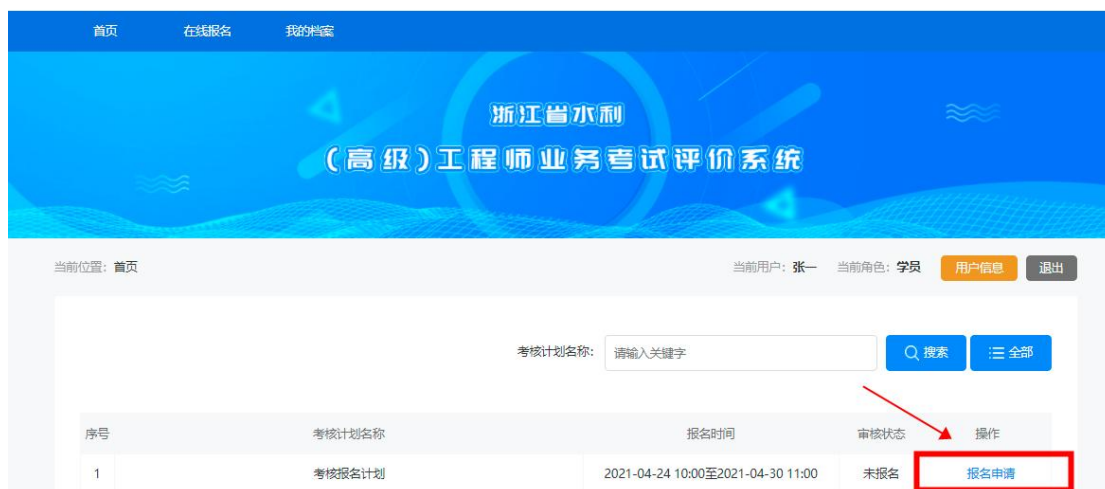 首页 在线报名 我的档案
浙江省水利
(高级)工程师业务考试评价系统
当前位置：首页 当前用户：张一 当前角色：学员 用户信息 退出
考核计划名称： 请输入关键字 搜索 全部
序号 考核计划名称 报名时间 审核状态 操作
1 考核报名计划 2021-04-24 10:00至2021-04-30 11:00 未报名 报名申请